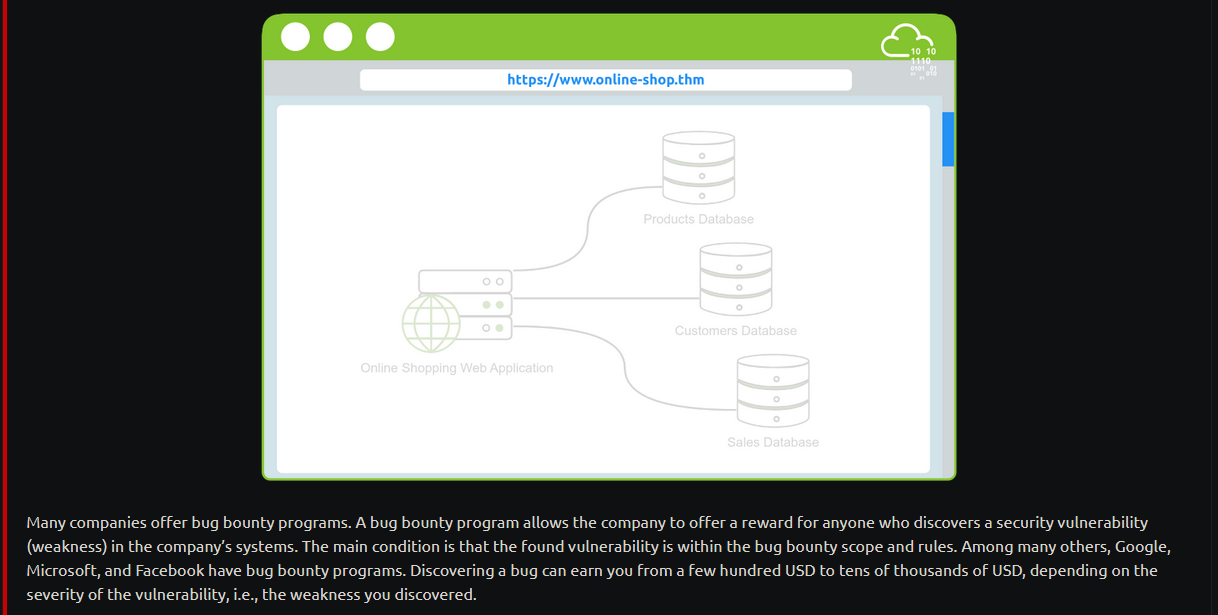 10 10
1110
0101 01
01 010
01
https://www.online-shop.thm
Products Database
Customers Database
Online Shopping Web Application
Sales Database
Many companies offer bug bounty programs. A bug bounty program allows the company to offer a reward for anyone who discovers a security vulnerability
(weakness) in the company’s systems. The main condition is that the found vulnerability is within the bug bounty scope and rules. Among many others, Google,
Microsoft, and Facebook have bug bounty programs. Discovering a bug can earn you from a few hundred USD to tens of thousands of USD, depending on the
severity of the vulnerability, i.e., the weakness you discovered.